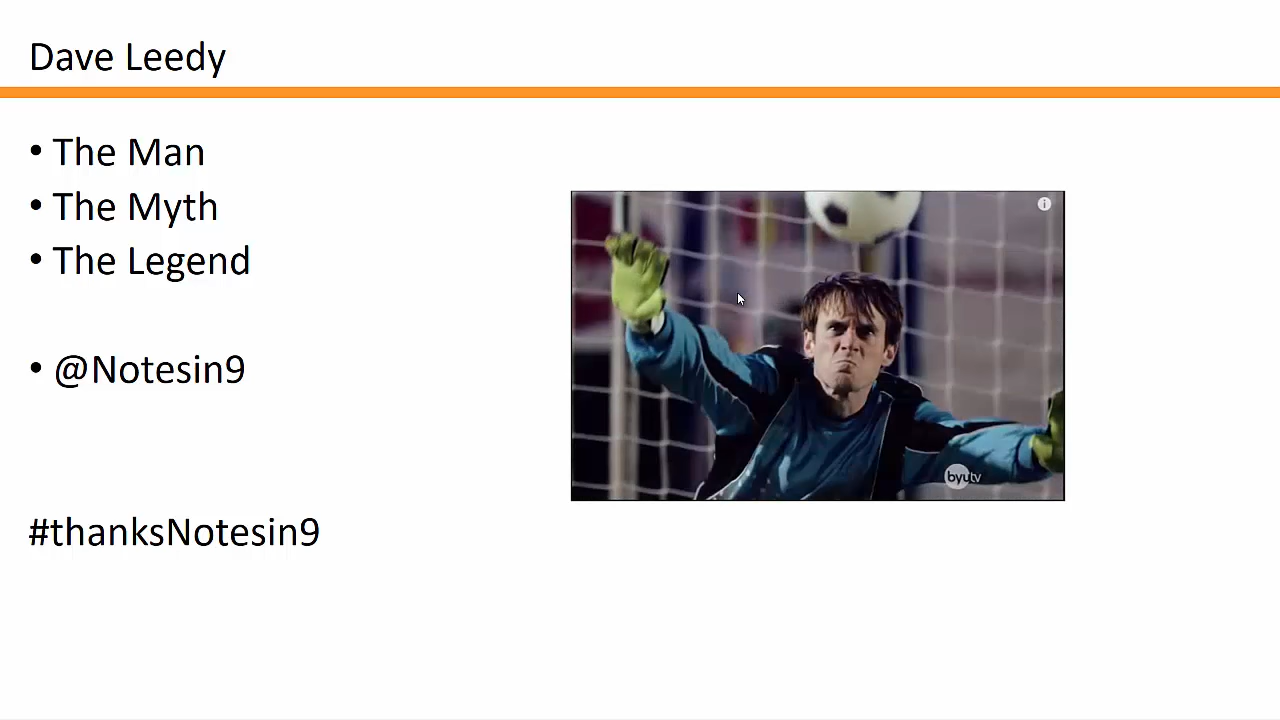 Dave Leedy
• The Man
• The Myth
• The Legend
• @Notesin9
byutv
#thanksNotesin9